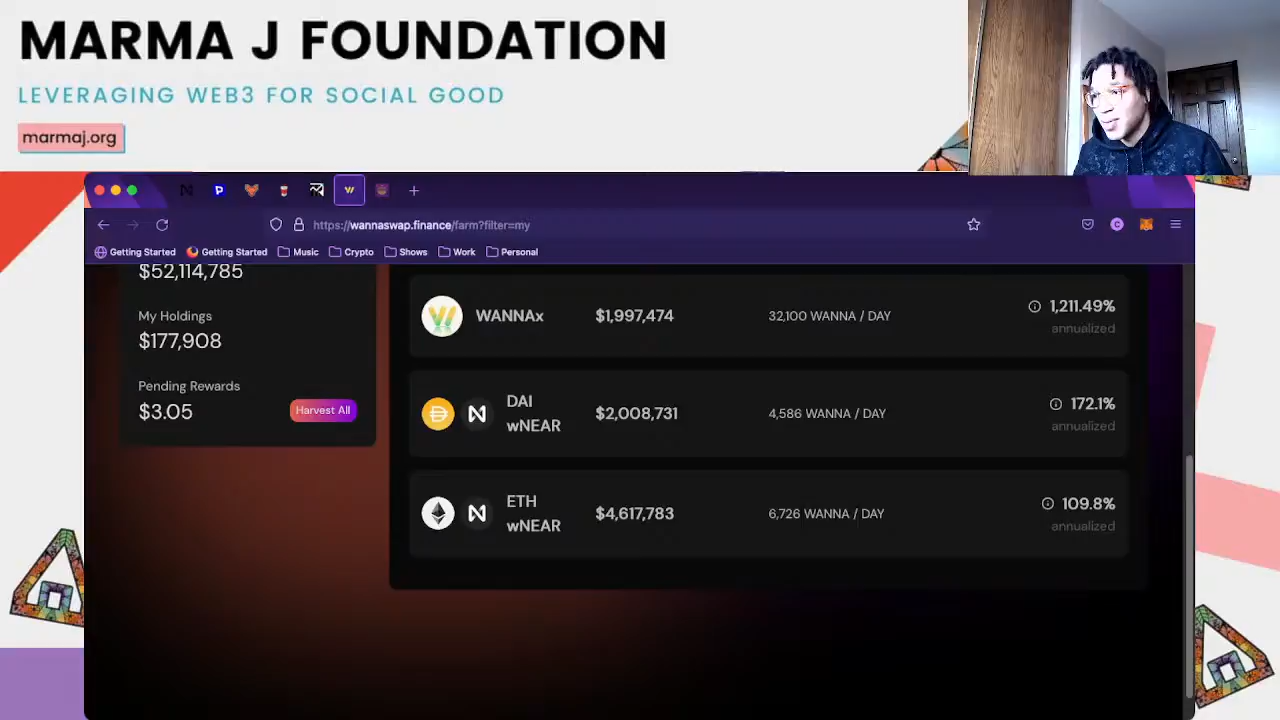 MARMA J FOUNDATION
LEVERAGING WEB3 FOR SOCIAL GOOD
marmaj.org
https://wannaswap.finance/farm?filter=my
Getting Started Getting Started Music Crypto Shows Work Personal
$52,114,785
My Holdings
$177,908
Pending Rewards
$3.05 Harvest All
WANNAx $1,997,474 32,100 WANNA / DAY 1,211.49%
annualized
DAI
wNEAR $2,008,731 4,586 WANNA / DAY 172.1%
annualized
ETH
wNEAR $4,617,783 6,726 WANNA / DAY 109.8%
annualized